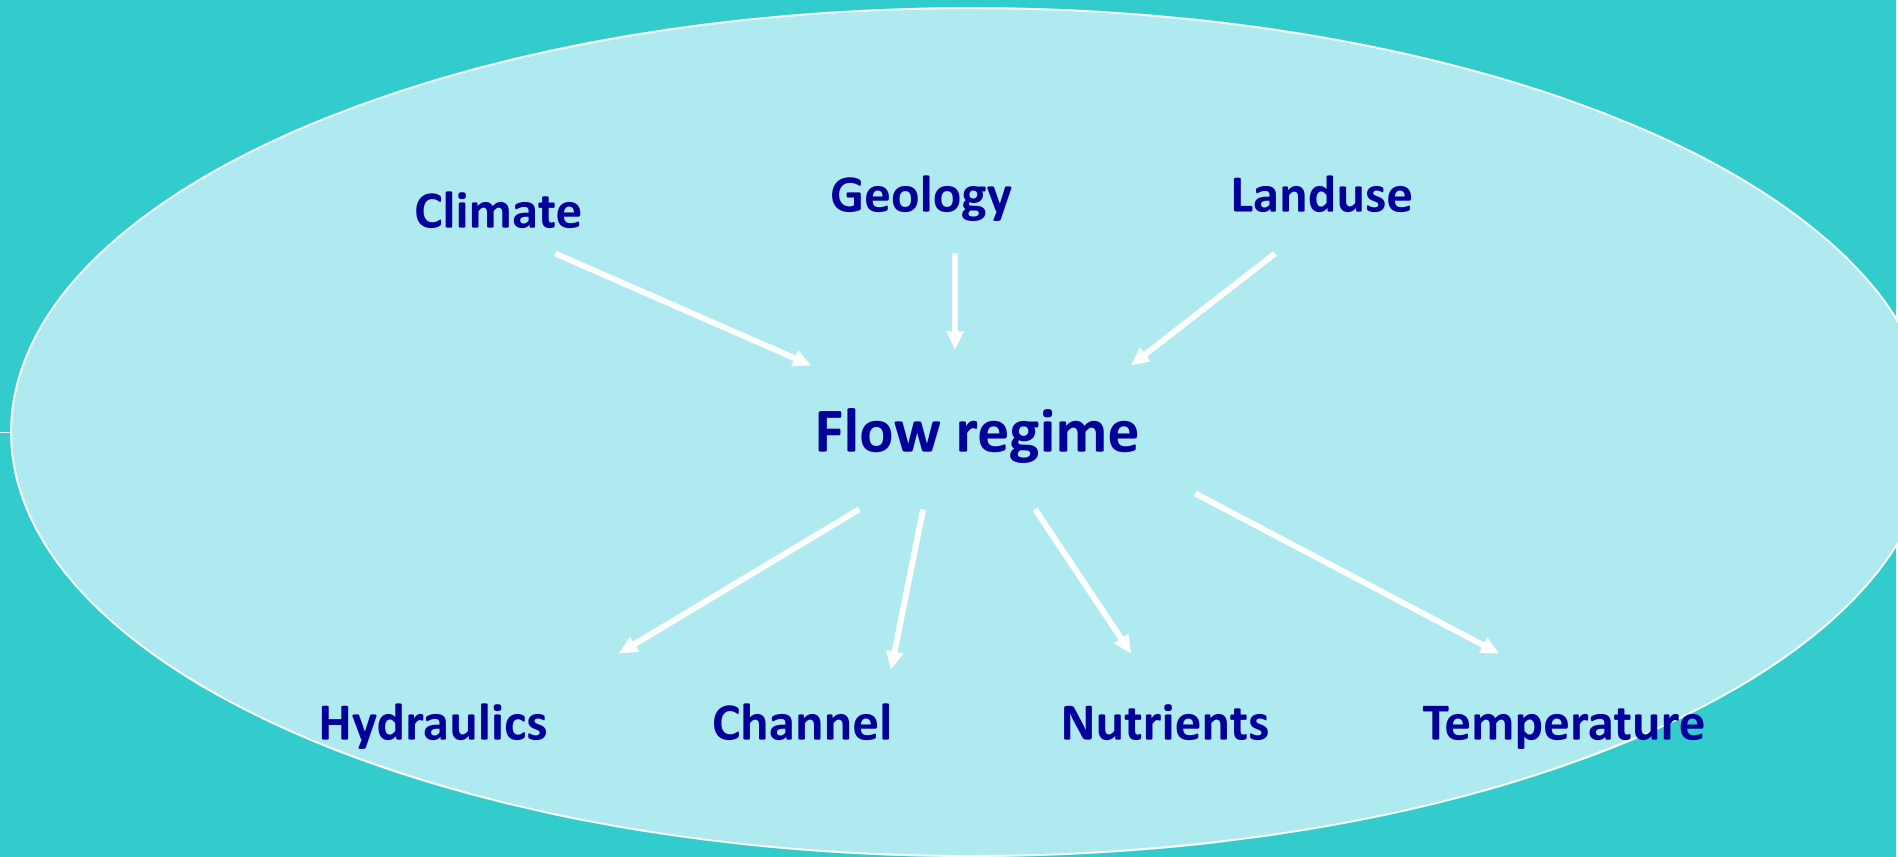 Climate
Geology
Landuse
Flow regime
Hydraulics
Channel
Nutrients
Temperature